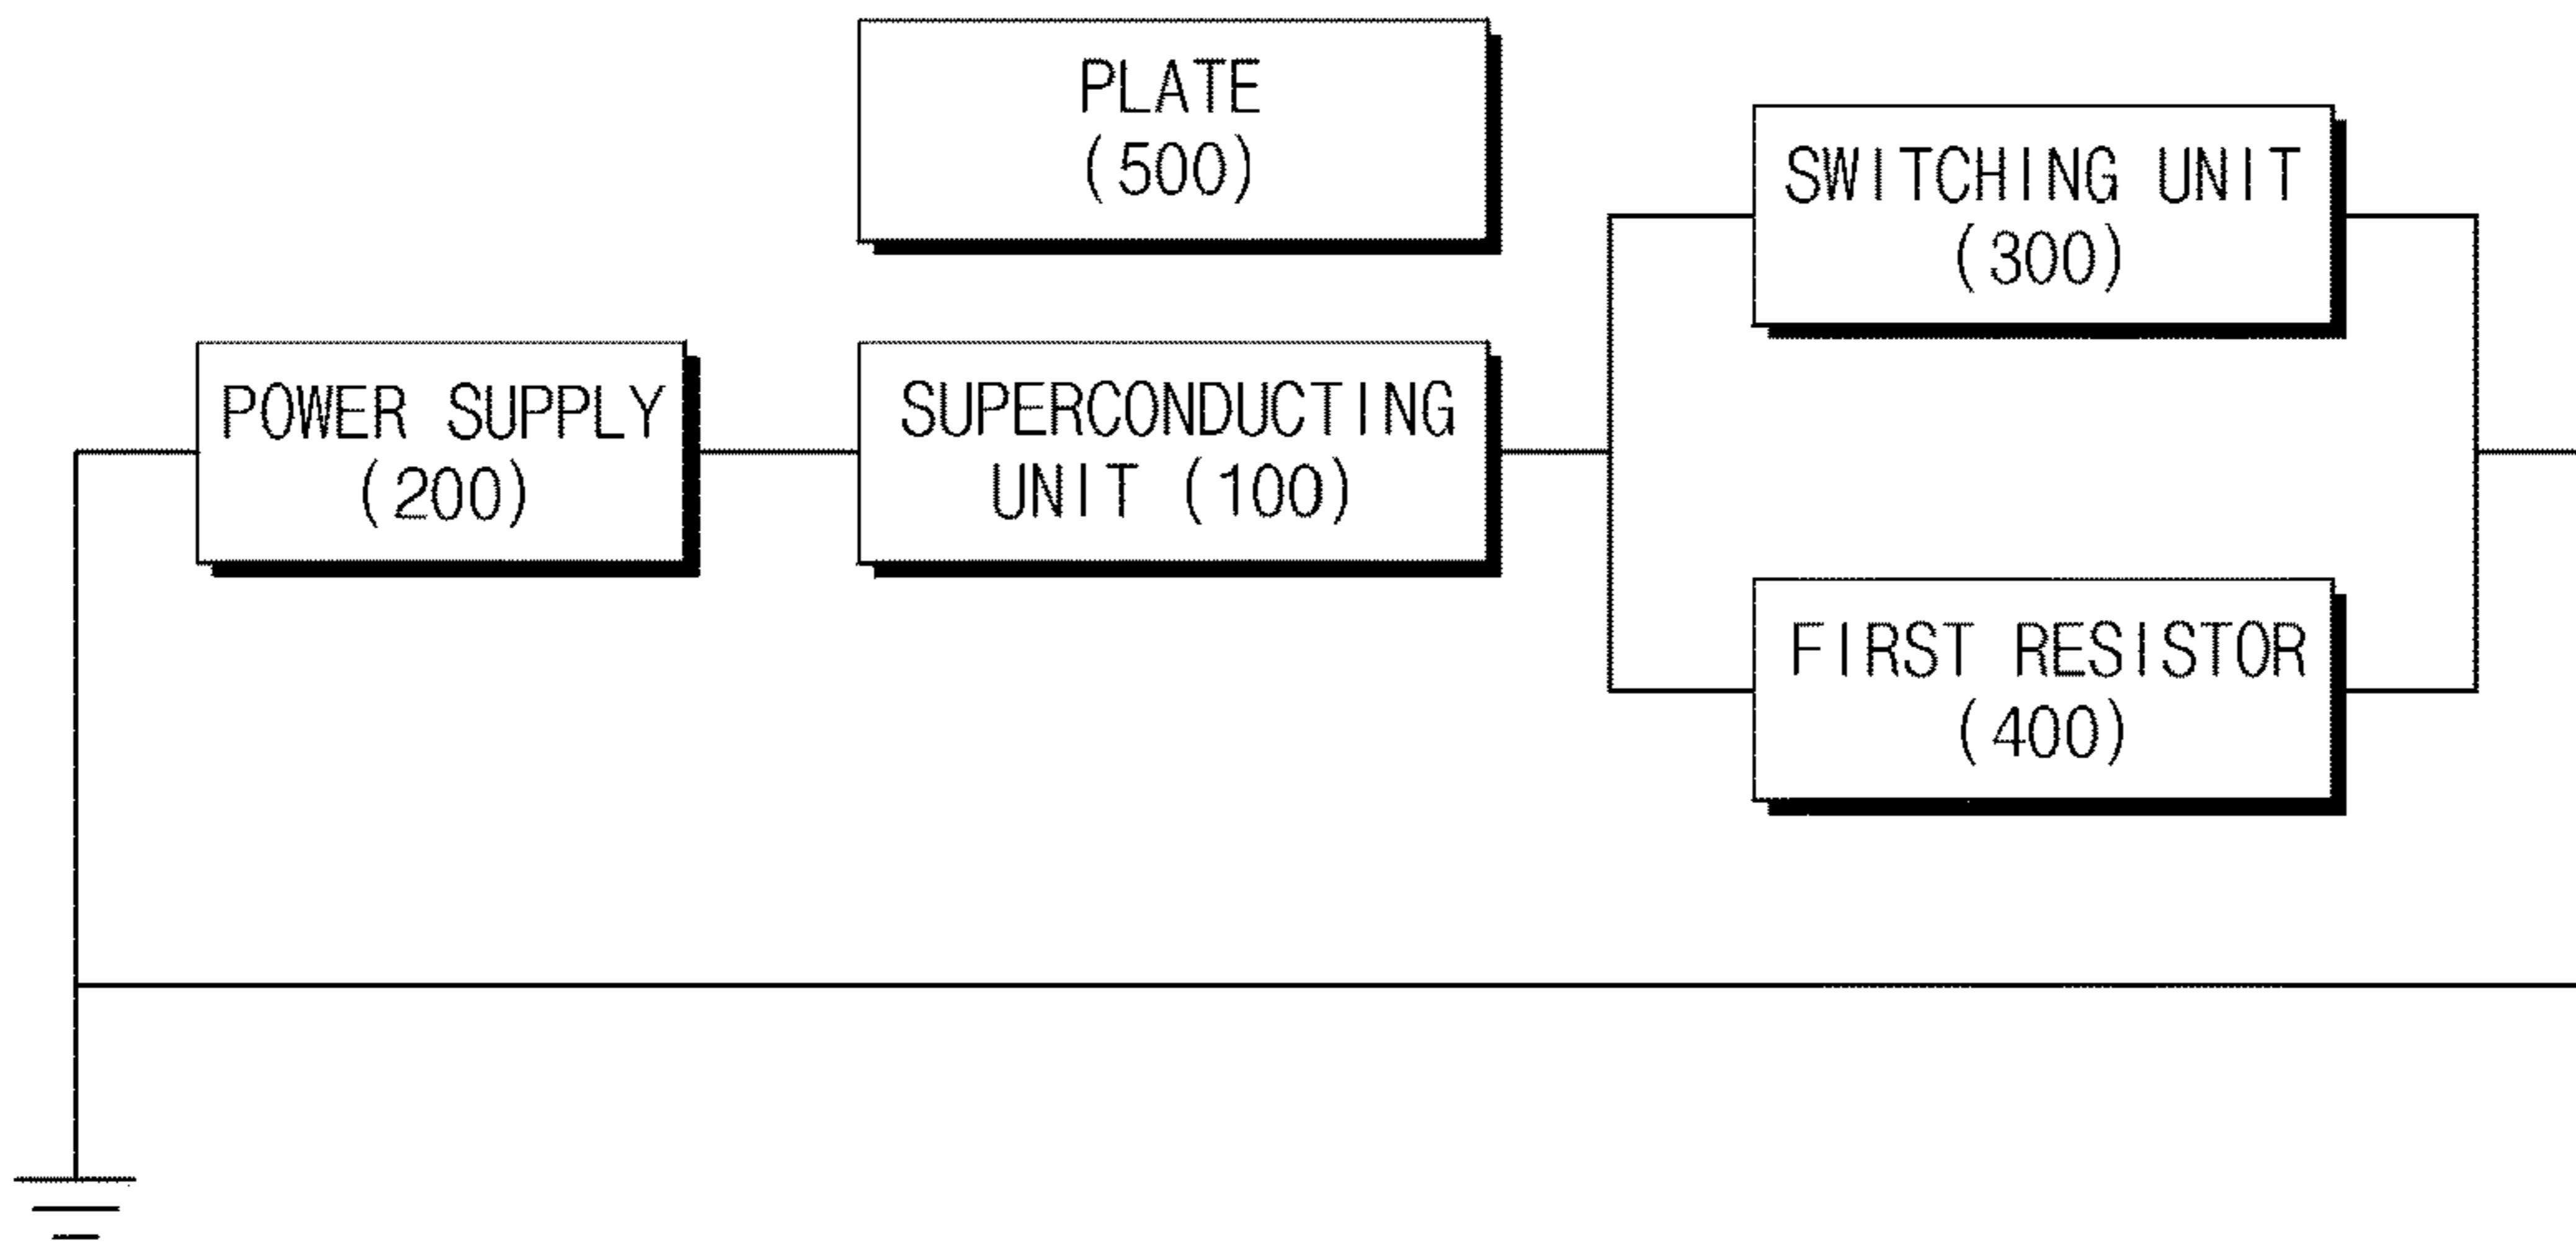 PLATE
(500)
SWITCHING UNIT
(300)
POWER SUPPLY
(200)
SUPERCONDUCTING
UNIT (100)
FIRST RESISTOR
(400)